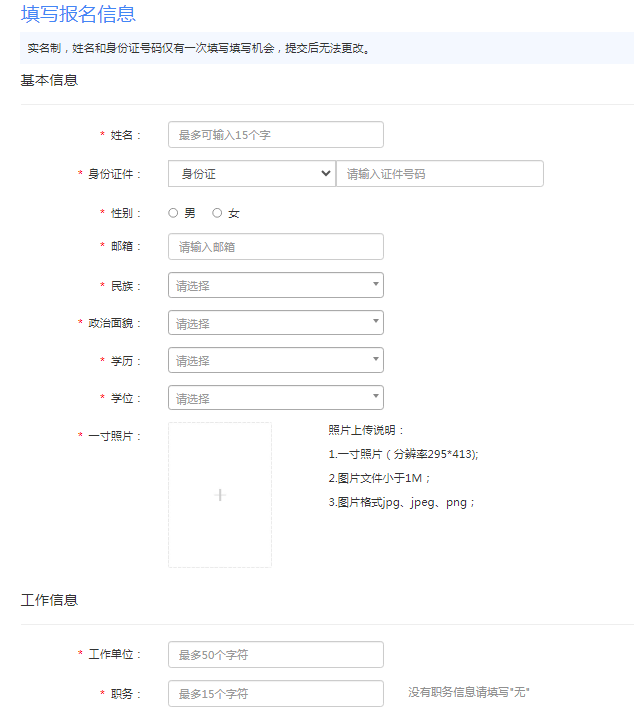 填写报名信息
实名制，姓名和身份证号码仅有一次填写填写机会，提交后无法更改。
基本信息
* 姓名： 最多可输入15个字
* 身份证件： 身份证 请输入证件号码
* 性别： 男 女
* 邮箱： 请输入邮箱
* 民族： 请选择
* 政治面貌： 请选择
* 学历： 请选择
* 学位： 请选择
* 一寸照片： 照片上传说明：
1.一寸照片 ( 分辨率295*413);
2.图片文件小于1M；
3.图片格式jpg、jpeg、png；
工作信息
* 工作单位： 最多50个字符
* 职务： 最多15个字符 没有职务信息请填写"无"